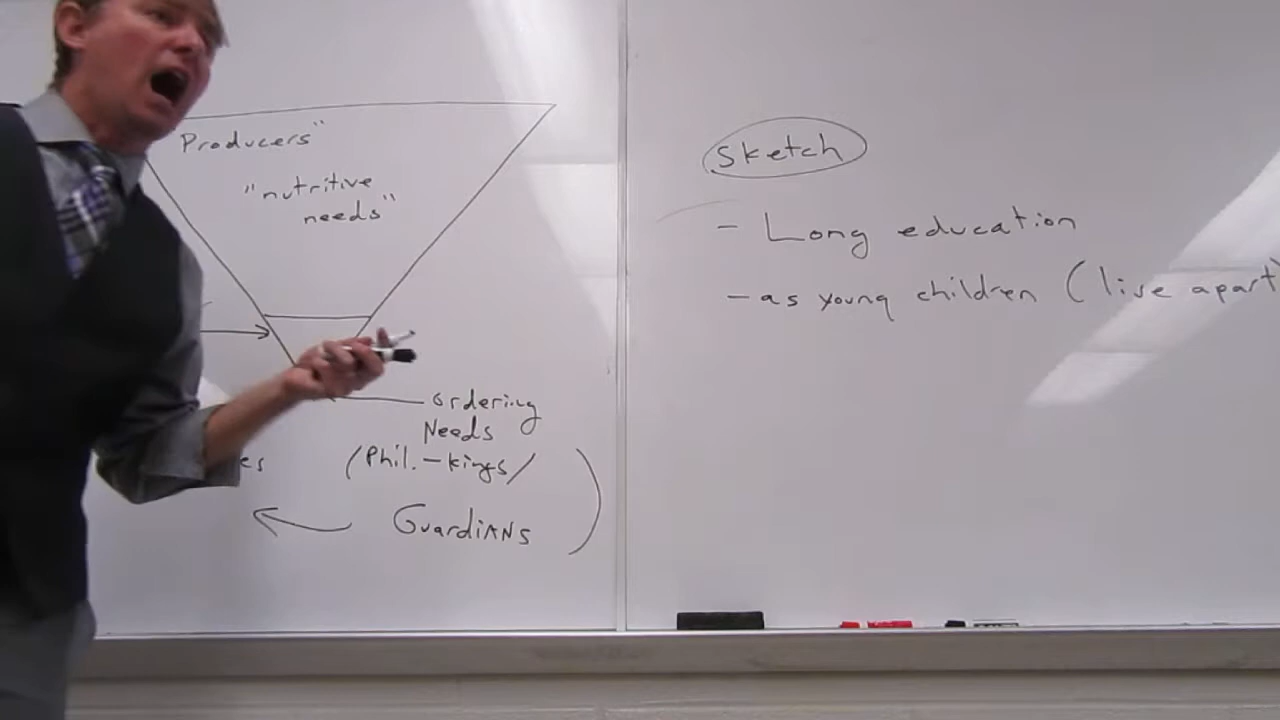 Producers"
"nutritive
needs"
ordering
Needs
(Phil. - kings/
GuardiANS )
Sketch
- Long education
- as young children (live apart)